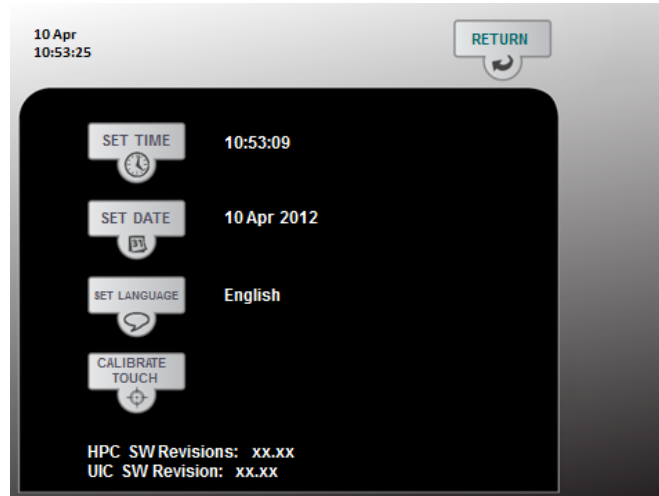 10 Apr
10:53:25
RETURN
SET TIME
10:53:09
SET DATE
31
10 Apr 2012
SET LANGUAGE
English
CALIBRATE
TOUCH
HPC SW Revisions: xx.xx
UIC SW Revision: xx.xx